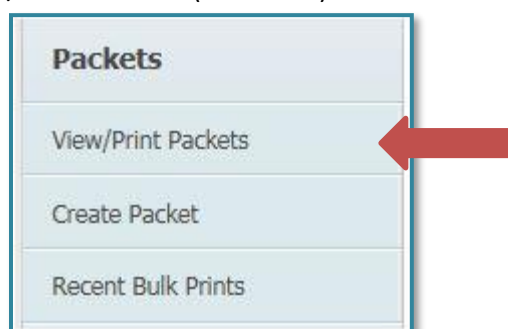 Packets
View/Print Packets
Create Packet
Recent Bulk Prints